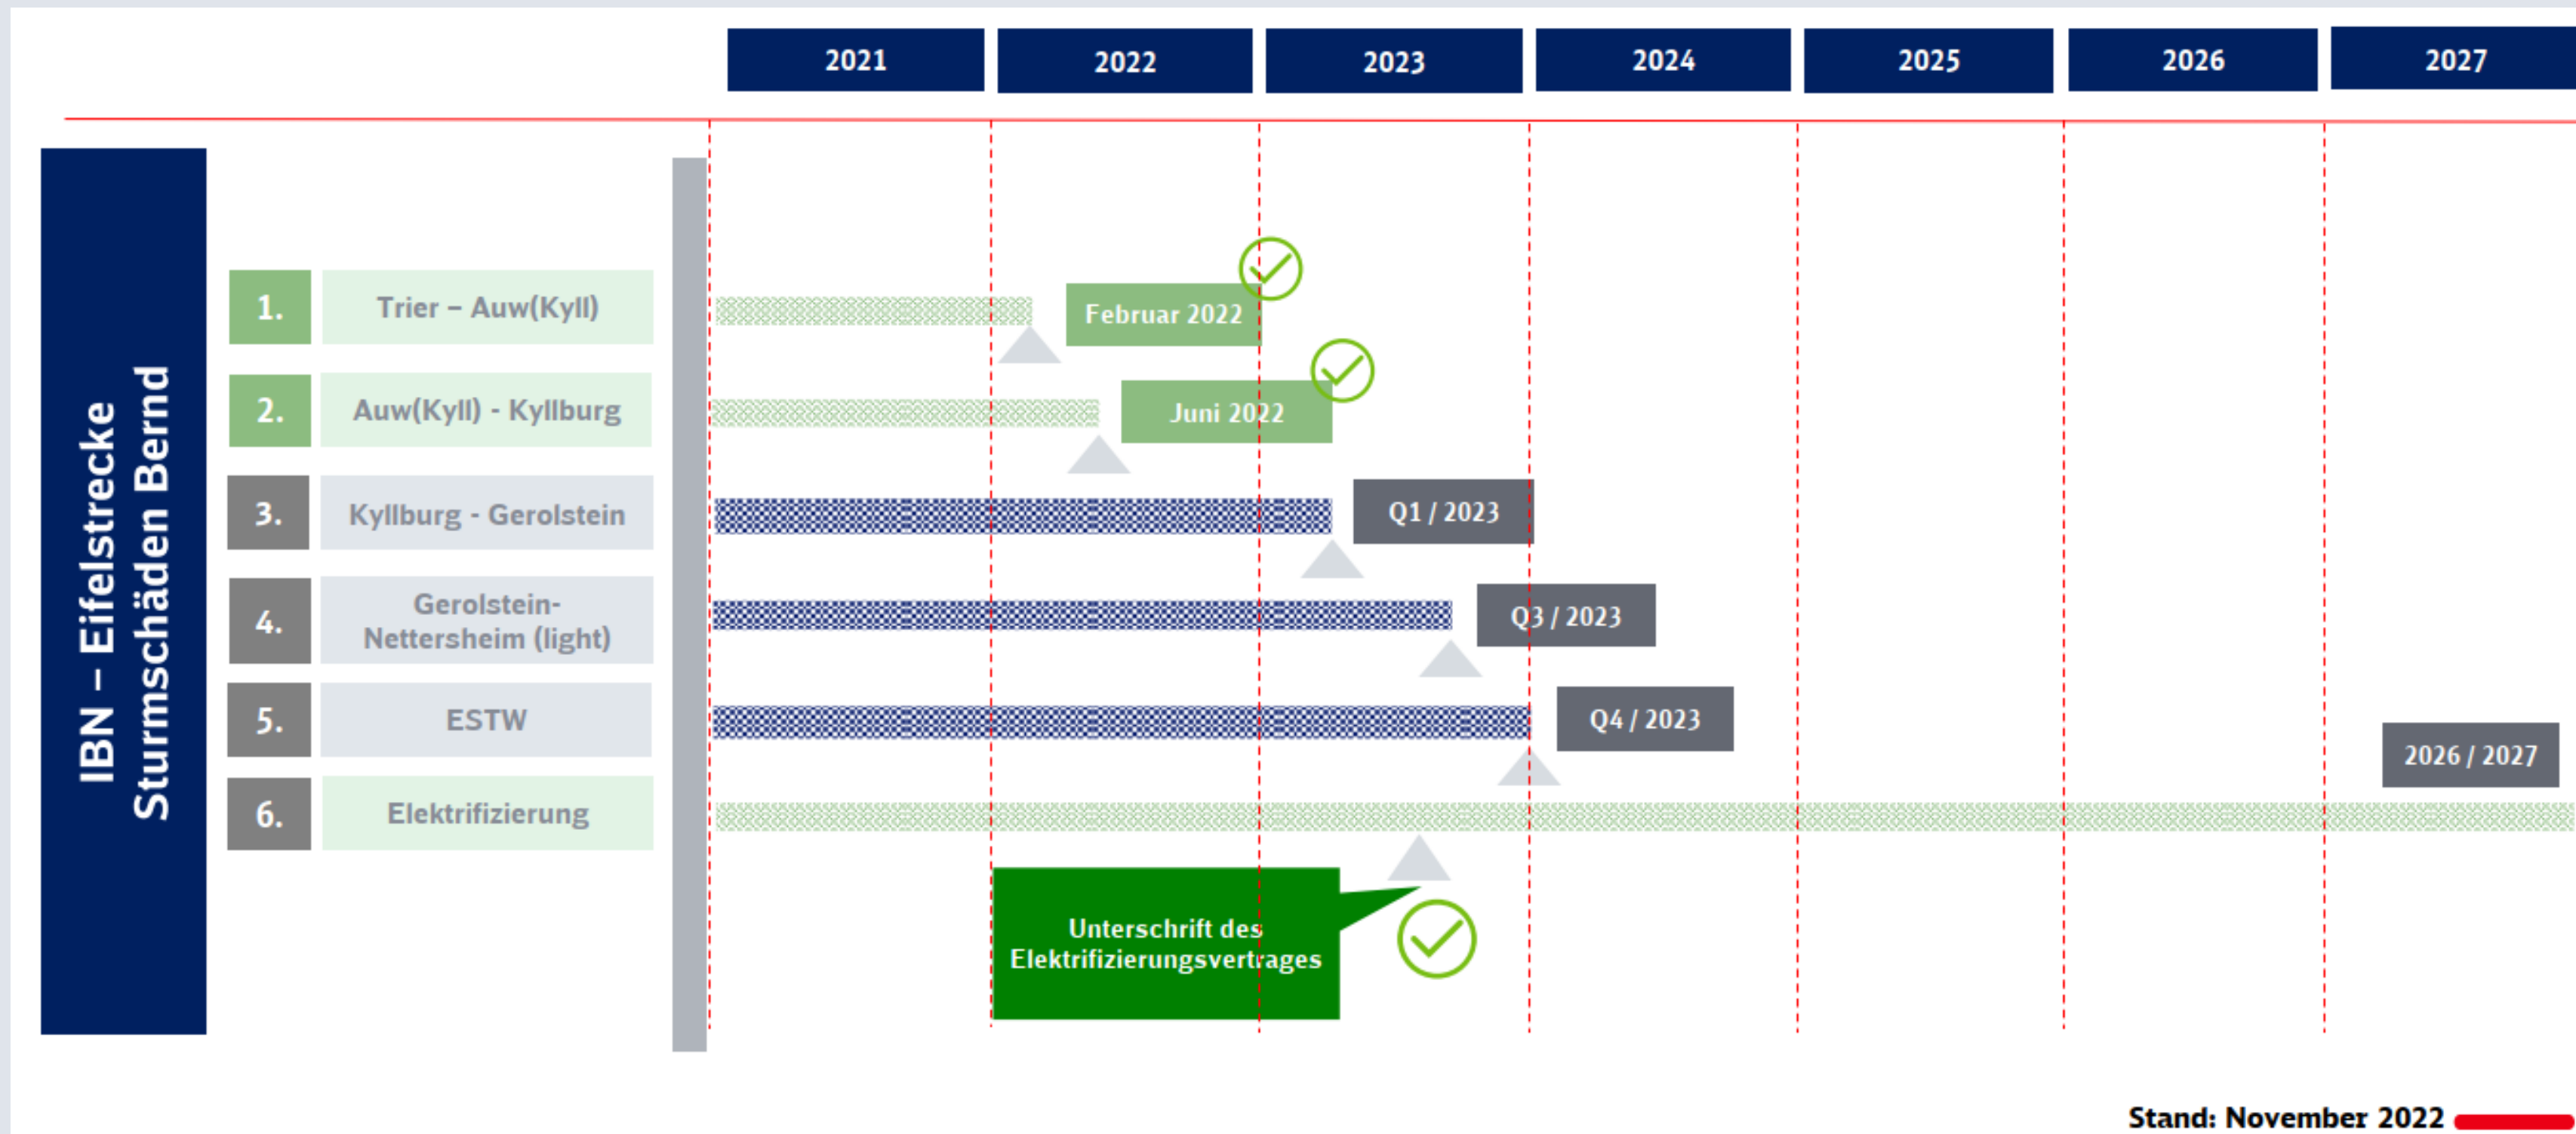 2021
2022
2023
2024
2025
2026
2027
IBN – Eifelstrecke
Sturmschäden Bernd
1.
Trier – Auw(Kyll)
Februar 2022
2.
Auw(Kyll) - Kyllburg
Juni 2022
3.
Kyllburg - Gerolstein
Q1 / 2023
4.
Gerolstein-
Nettersheim (light)
Q3 / 2023
5.
ESTW
Q4 / 2023
2026 / 2027
6.
Elektrifizierung
Unterschrift des
Elektrifizierungsvertrages
Stand: November 2022